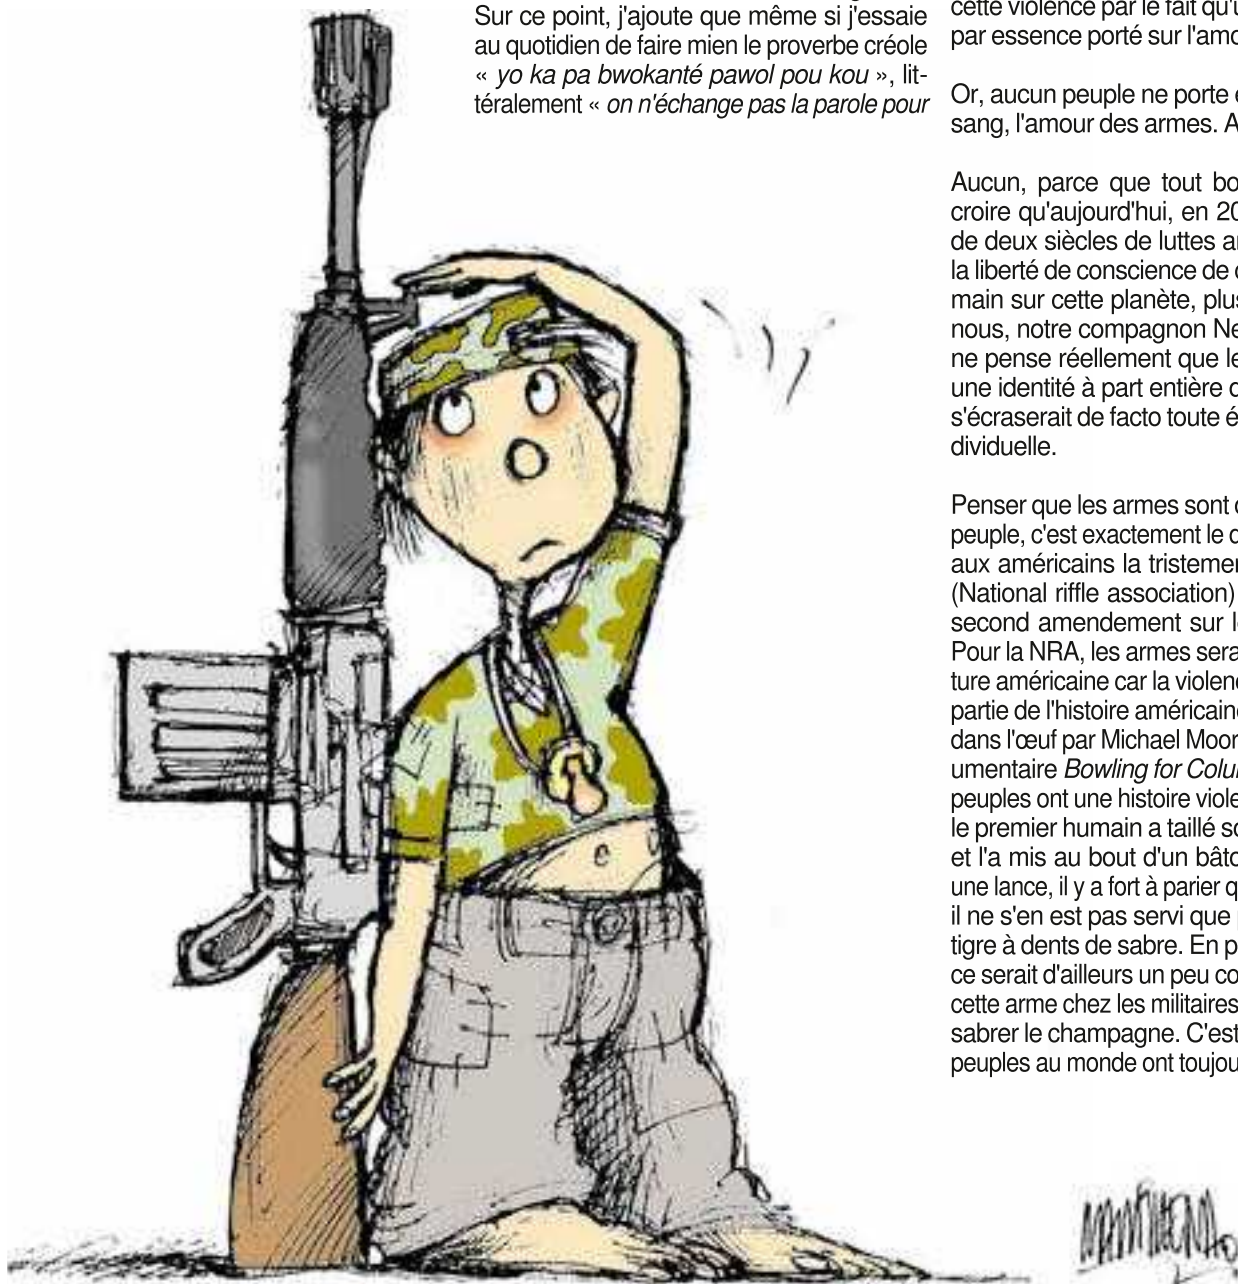 Sur ce point, j'ajoute que même si j'essaie
au quotidien de faire mien le proverbe créole
« yo ka pa bwokanté pawol pou kou », lit-
téralement « on n'échange pas la parole pour
cette violence par le fait qu'u
par essence porté sur l'amo
Or, aucun peuple ne porte e
sang, l'amour des armes. A
Aucun, parce que tout bo
croire qu'aujourd'hui, en 20
de deux siècles de luttes a
la liberté de conscience de
main sur cette planète, plus
nous, notre compagnon Ne
ne pense réellement que le
une identité à part entière
s'écraserait de facto toute é
dividuelle.
Penser que les armes sont
peuple, c'est exactement le
aux américains la tristeme
(National riffle association)
second amendement sur l
Pour la NRA, les armes sera
ture américaine car la violen
partie de l'histoire américaine
dans l'œuf par Michael Moor
umentaire Bowling for Colu
peuples ont une histoire viole
le premier humain a taillé so
et l'a mis au bout d'un bâto
une lance, il y a fort à parier q
il ne s'en est pas servi que
tigre à dents de sabre. En p
ce serait d'ailleurs un peu co
cette arme chez les militaires
sabrer le champagne. C'est
peuples au monde ont toujou